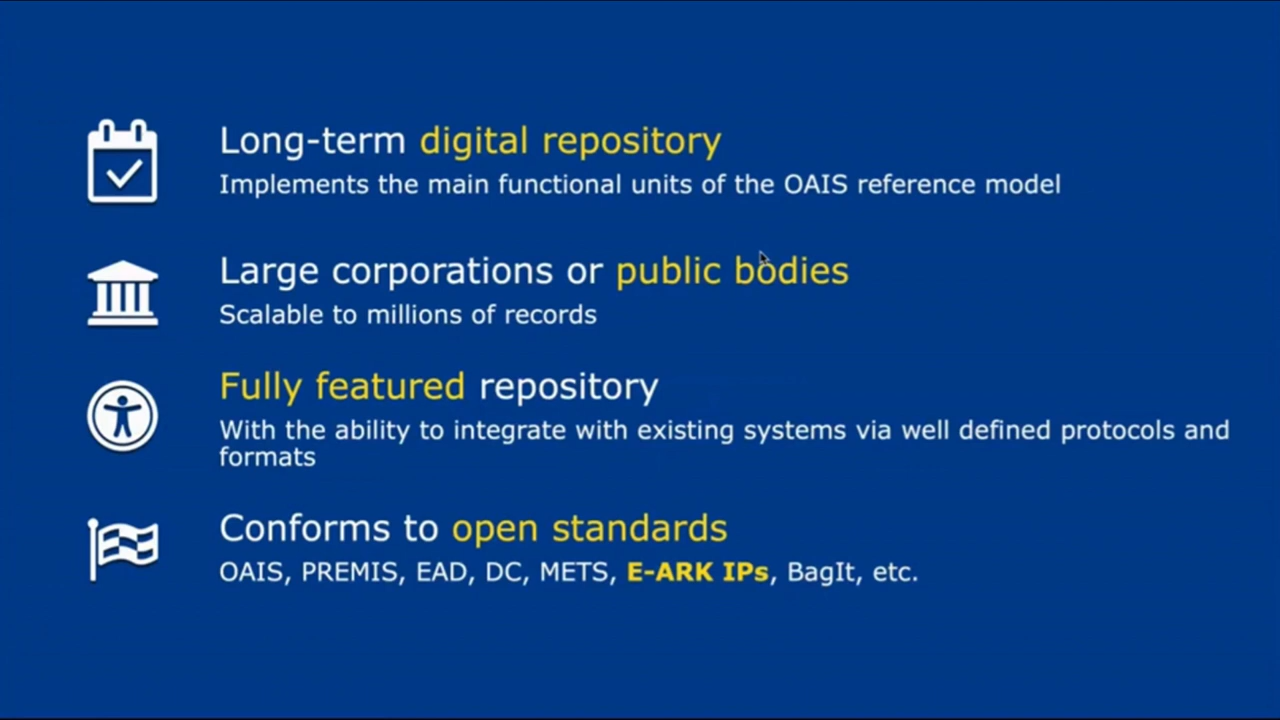 Long-term digital repository
Implements the main functional units of the OAIS reference model
Large corporations or public bodies
Scalable to millions of records
Fully featured repository
With the ability to integrate with existing systems via well defined protocols and
formats
Conforms to open standards
OAIS, PREMIS, EAD, DC, METS, E-ARK IPs, BagIt, etc.